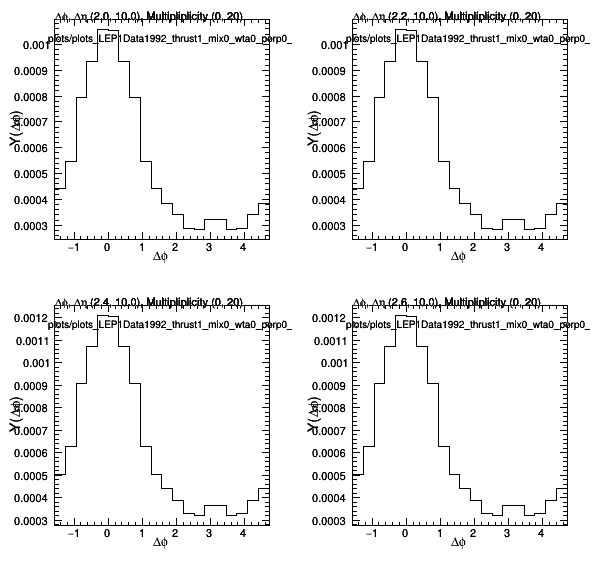 Δφ, Δη (2.0, 10.0), Multipliplicity (0, 20)
plots/plots_LEP1Data1992_thrust1_mix0_wta0_perp0_
0.001
0.0009
0.0008
0.0007
0.0006
0.0005
0.0004
0.0003
Y(Δφ)
−1 0 1 2 3 4
Δφ
Δφ, Δη (2.2, 10.0), Multipliplicity (0, 20)
plots/plots_LEP1Data1992_thrust1_mix0_wta0_perp0_
0.001
0.0009
0.0008
0.0007
0.0006
0.0005
0.0004
0.0003
Y(Δφ)
−1 0 1 2 3 4
Δφ
Δφ, Δη (2.4, 10.0), Multipliplicity (0, 20)
plots/plots_LEP1Data1992_thrust1_mix0_wta0_perp0_
0.0012
0.0011
0.001
0.0009
0.0008
0.0007
0.0006
0.0005
0.0004
0.0003
Y(Δφ)
−1 0 1 2 3 4
Δφ
Δφ, Δη (2.6, 10.0), Multipliplicity (0, 20)
plots/plots_LEP1Data1992_thrust1_mix0_wta0_perp0_
0.0012
0.0011
0.001
0.0009
0.0008
0.0007
0.0006
0.0005
0.0004
0.0003
Y(Δφ)
−1 0 1 2 3 4
Δφ